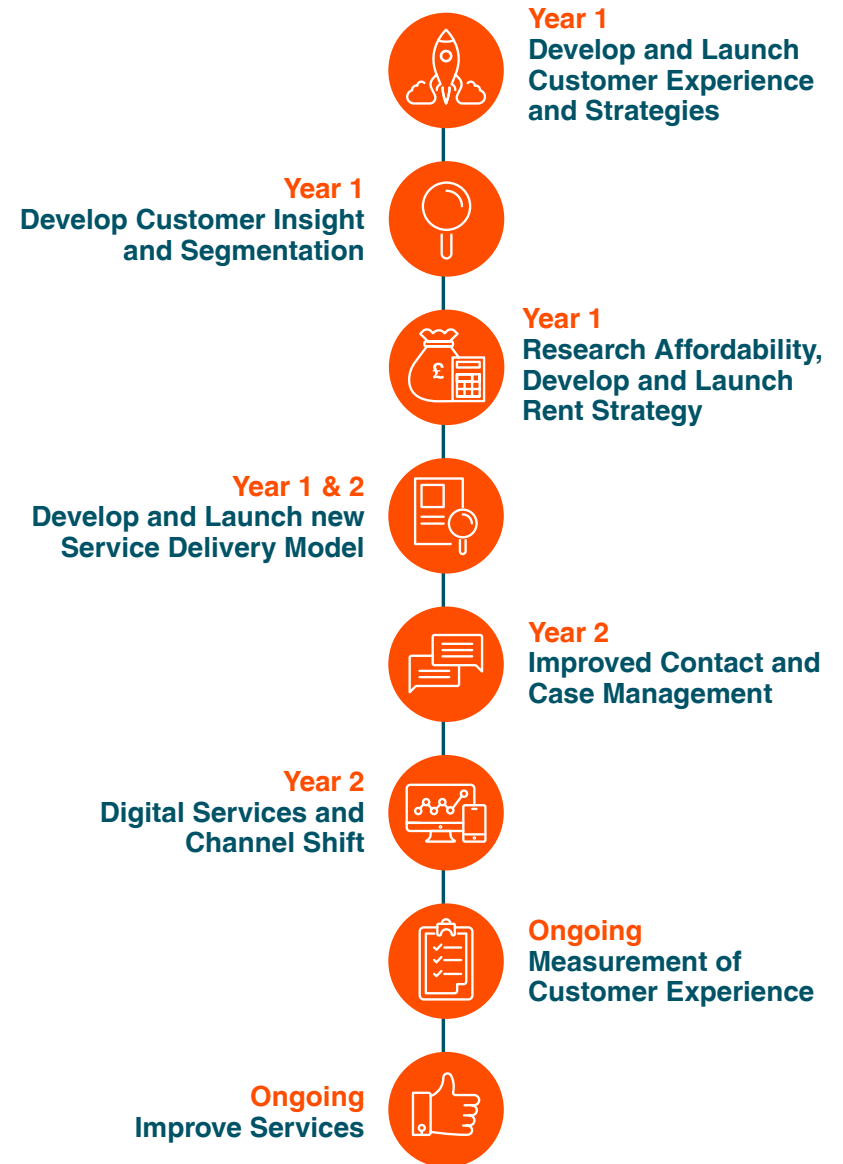 Year 1
Develop and Launch
Customer Experience
and Strategies
Year 1
Develop Customer Insight
and Segmentation
Year 1
Research Affordability,
Develop and Launch
Rent Strategy
£
Year 1 & 2
Develop and Launch new
Service Delivery Model
Year 2
Improved Contact and
Case Management
Year 2
Digital Services and
Channel Shift
Ongoing
Measurement of
Customer Experience
Ongoing
Improve Services